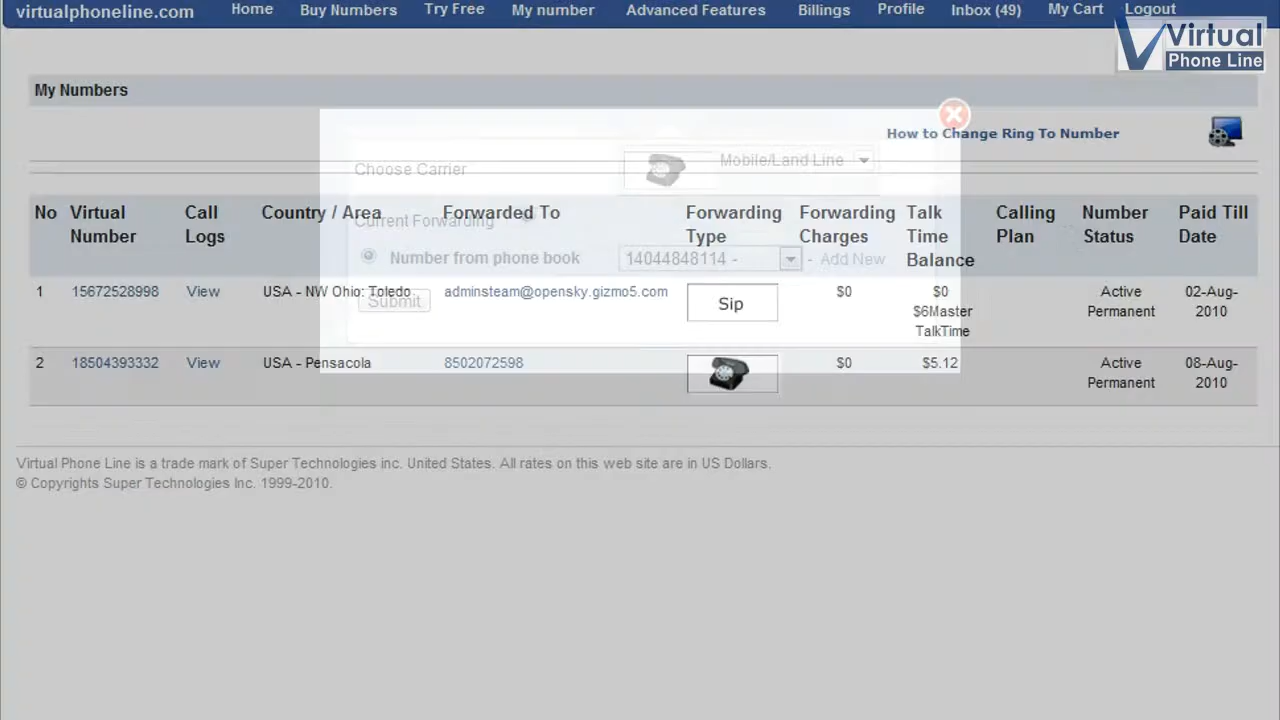 virtualphoneline.com Home Buy Numbers Try Free My number Advanced Features Billings Profile Inbox (49) My Cart Logout
Virtual
Phone Line
My Numbers
How to Change Ring To Number
Choose Carrier Mobile/Land Line
Current Forwarding
Number from phone book 14044848114 - - Add New
Submit
No Virtual Number Call Logs Country / Area Forwarded To Forwarding Type Forwarding Charges Talk Time Balance Calling Plan Number Status Paid Till Date
1 15672528998 View USA - NW Ohio: Toledo adminsteam@opensky.gizmo5.com Sip $0 $0 Active 02-Aug-
$6Master Permanent 2010
TalkTime
2 18504393332 View USA - Pensacola 8502072598 $0 $5.12 Active 08-Aug-
Permanent 2010
Virtual Phone Line is a trade mark of Super Technologies inc. United States. All rates on this web site are in US Dollars.
© Copyrights Super Technologies Inc. 1999-2010.